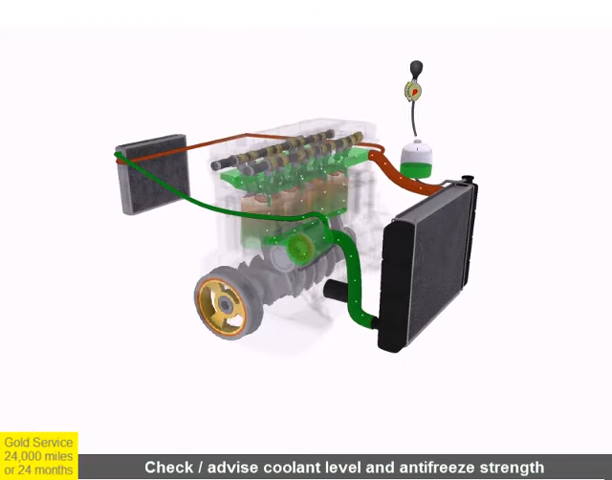 Gold Service
24,000 miles
or 24 months
Check / advise coolant level and antifreeze strength